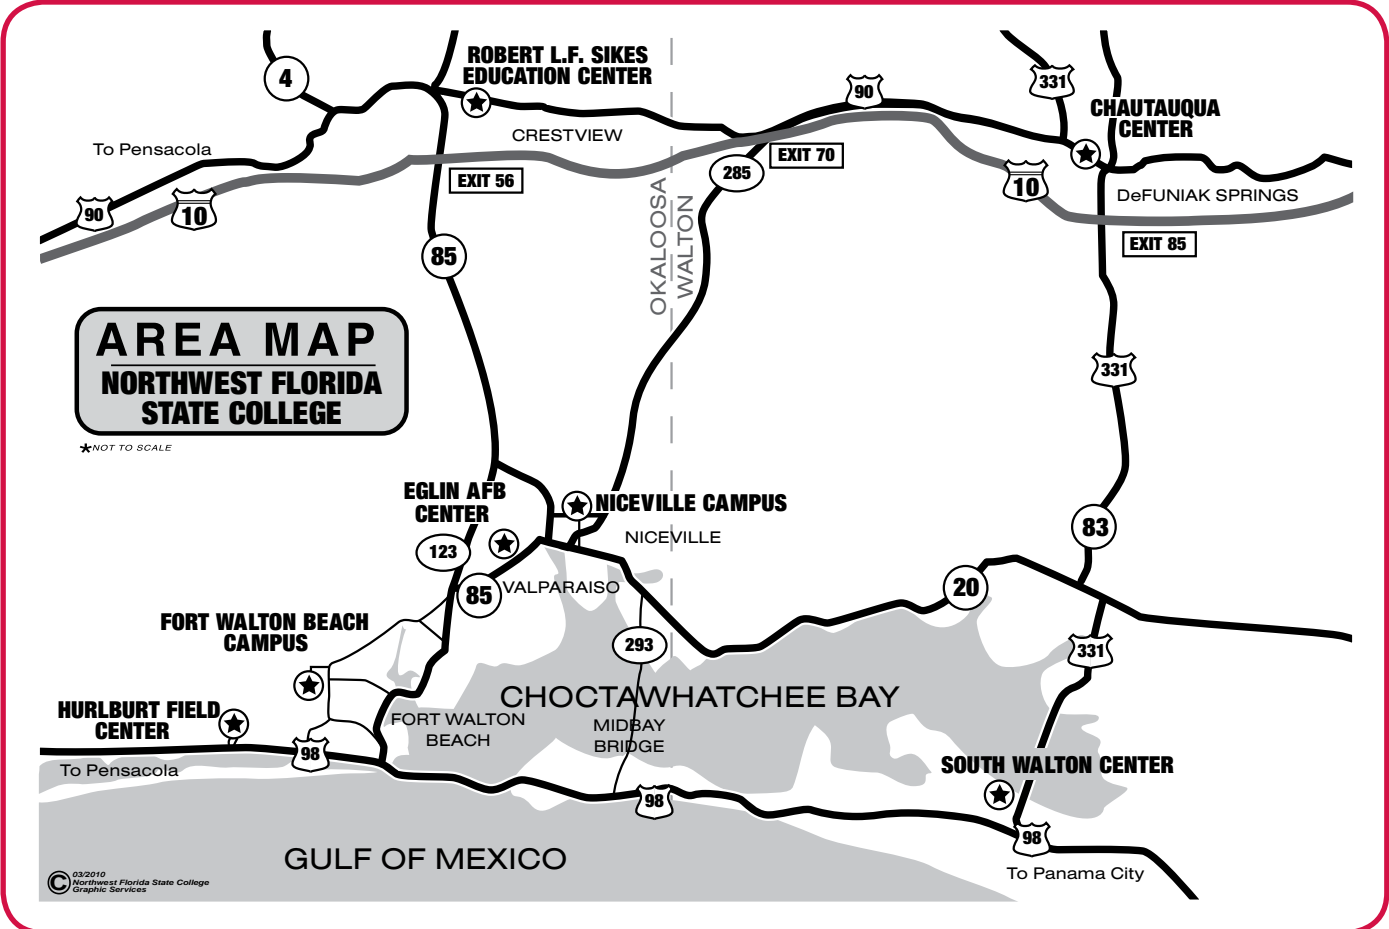 4
ROBERT L.F. SIKES
EDUCATION CENTER
90
331
CHAUTAUQUA
CENTER
To Pensacola
CRESTVIEW
EXIT 70
EXIT 56
285
10
DeFUNIAK SPRINGS
90
10
EXIT 85
85
OKALOOSA
WALTON
AREA MAP
NORTHWEST FLORIDA
STATE COLLEGE
*NOT TO SCALE
331
EGLIN AFB
CENTER
NICEVILLE CAMPUS
83
123
NICEVILLE
85
VALPARAISO
20
FORT WALTON BEACH
CAMPUS
293
331
CHOCTAWHATCHEE BAY
HURLBURT FIELD
CENTER
FORT WALTON
BEACH
MIDBAY
BRIDGE
98
To Pensacola
SOUTH WALTON CENTER
98
98
GULF OF MEXICO
To Panama City
© 03/2010
Northwest Florida State College
Graphic Services